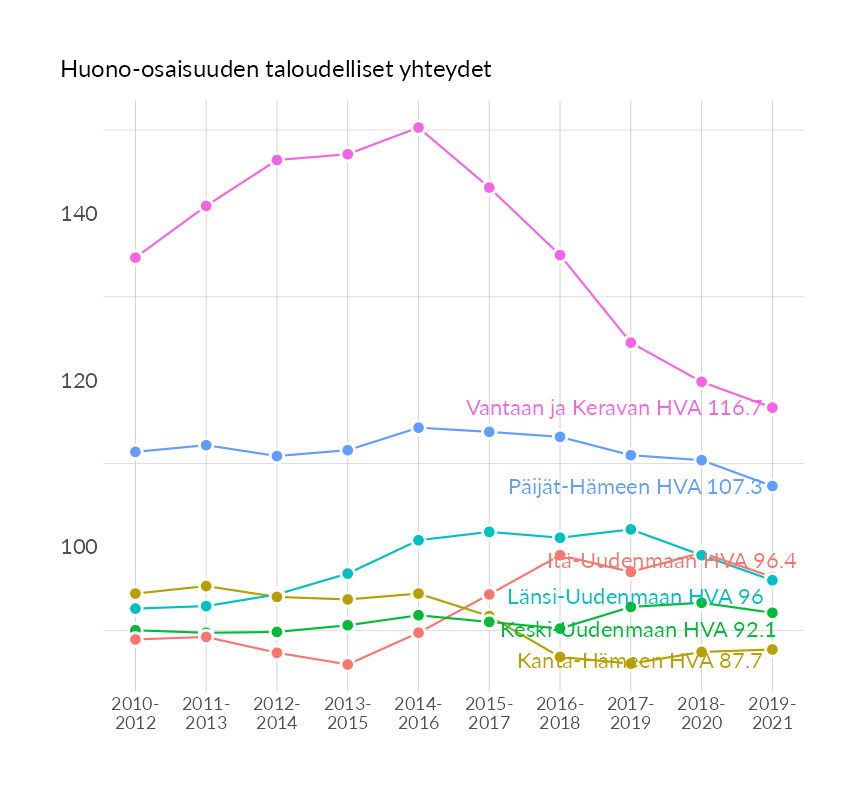 Huono-osaisuuden taloudelliset yhteydet
140
120
100
Vantaan ja Keravan HVA 116.7
Päijät-Hämeen HVA 107.3
Itä-Uudenmaan HVA 96.4
Länsi-Uudenmaan HVA 96
Keski-Uudenmaan HVA 92.1
Kanta-Hämeen HVA 87.7
2010- 2011- 2012- 2013- 2014- 2015- 2016- 2017- 2018- 2019-
2012 2013 2014 2015 2016 2017 2018 2019 2020 2021